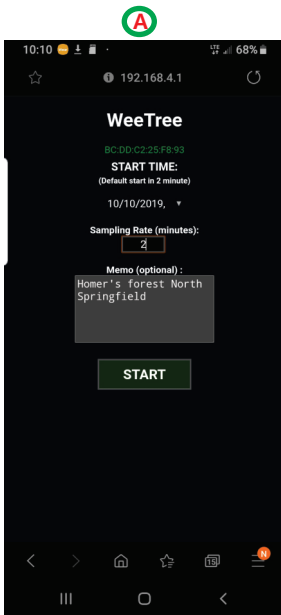 A
10:10 68%
192.168.4.1
WeeTree
BC:DD:C2:25:F8:93
START TIME:
(Default start in 2 minute)
10/10/2019,
Sampling Rate (minutes):
2
Memo (optional) :
Homer's forest North
Springfield
START
15
N